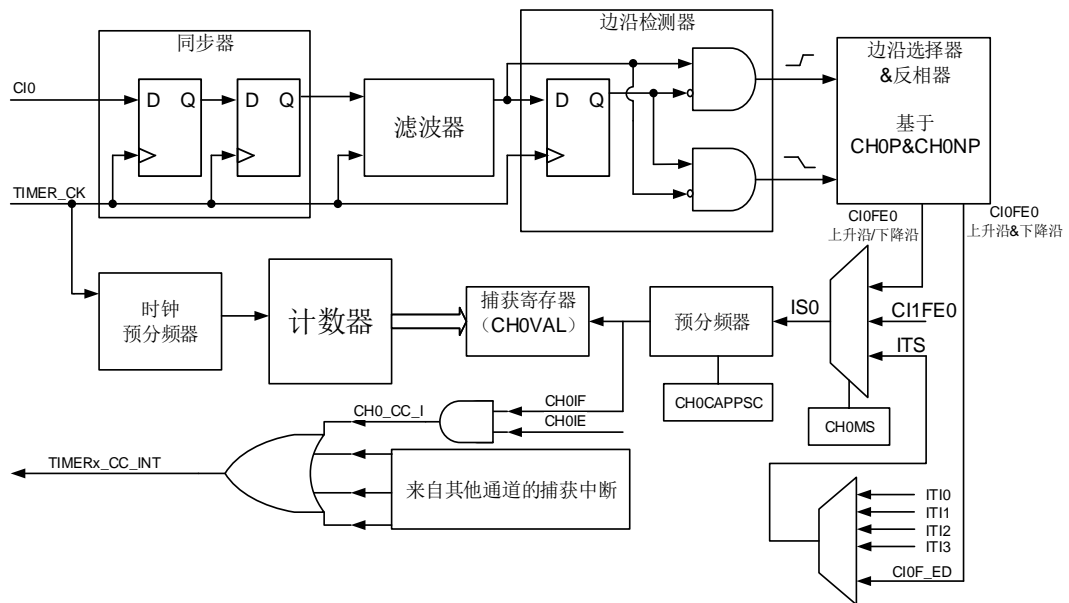 同步器
边沿检测器
CI0
D Q
D Q
滤波器
D Q
边沿选择器
&反相器
基于
CH0P&CH0NP
TIMER_CK
CI0FE0
上升沿/下降沿
CI0FE0
上升沿&下降沿
时钟
预分频器
计数器
捕获寄存器
（CH0VAL）
预分频器
IS0
CI1FE0
ITS
CH0CAPPSC
CH0MS
CH0_CC_I
CH0IF
CH0IE
TIMERx_CC_INT
来自其他通道的捕获中断
ITI0
ITI1
ITI2
ITI3
CI0F_ED